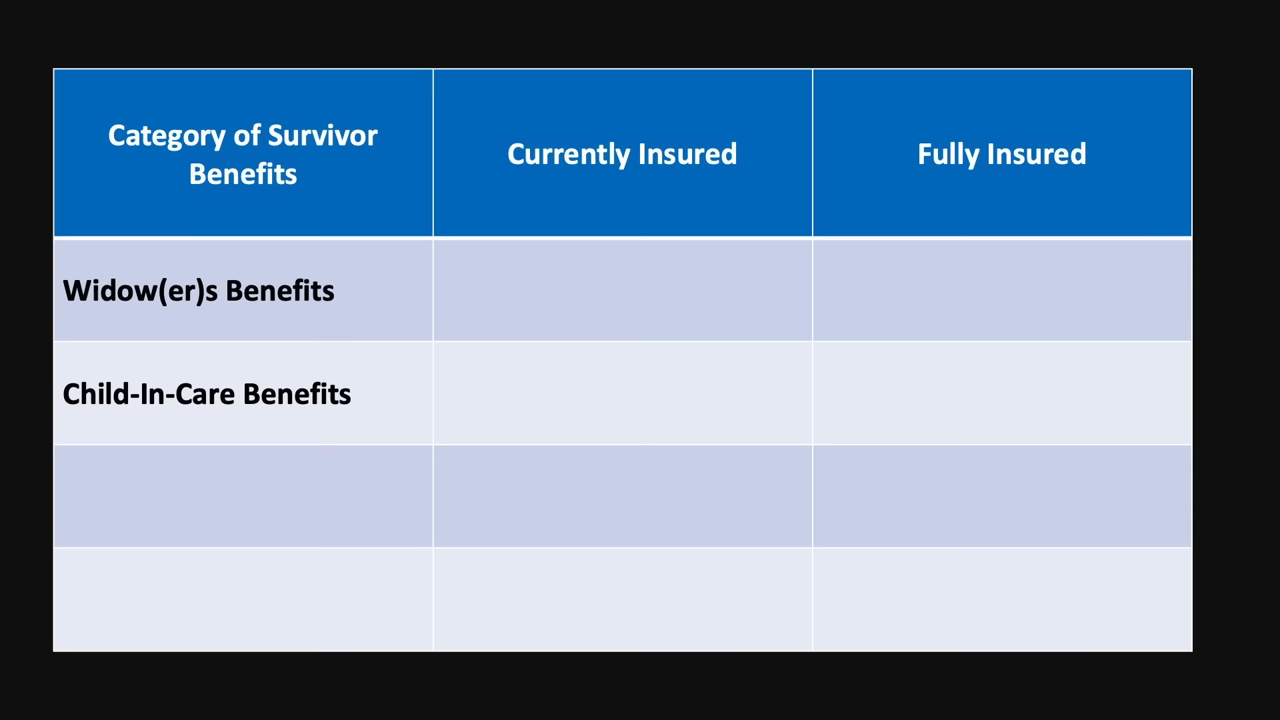 Category of Survivor
Benefits
Currently Insured
Fully Insured
Widow(er)s Benefits
Child-In-Care Benefits